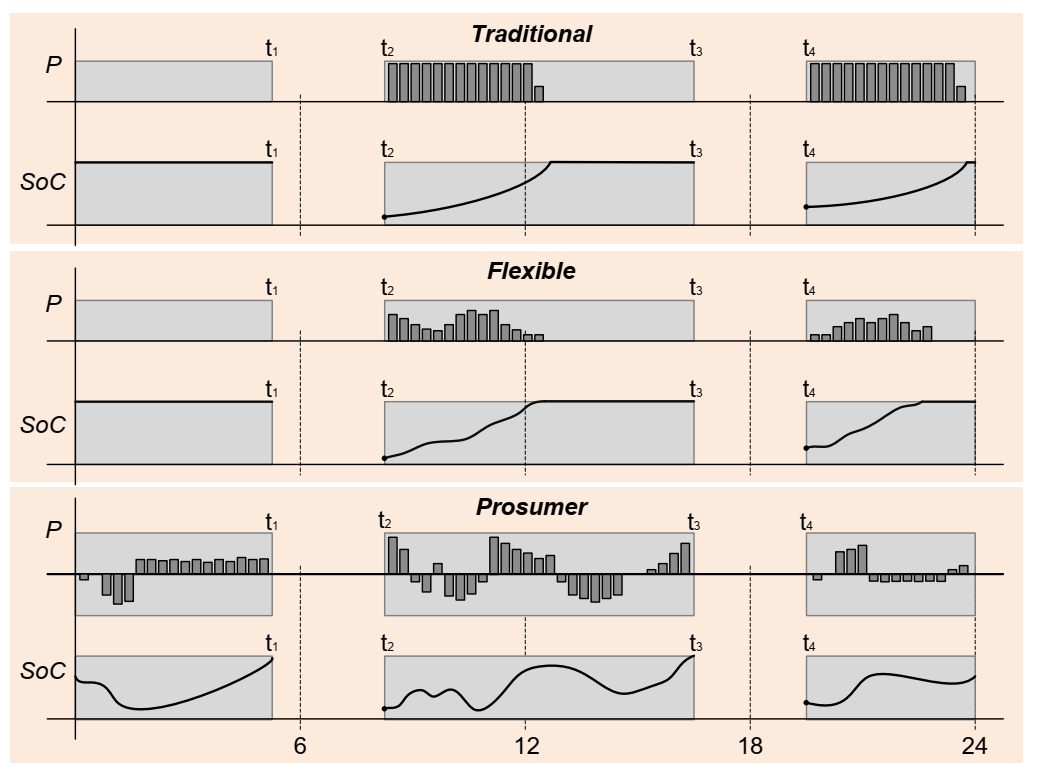 Traditional
P t1 t2 t3 t4
SoC t1 t2 t3 t4
Flexible
P t1 t2 t3 t4
SoC t1 t2 t3 t4
Prosumer
P t1 t2 t3 t4
SoC t1 t2 t3 t4
6 12 18 24